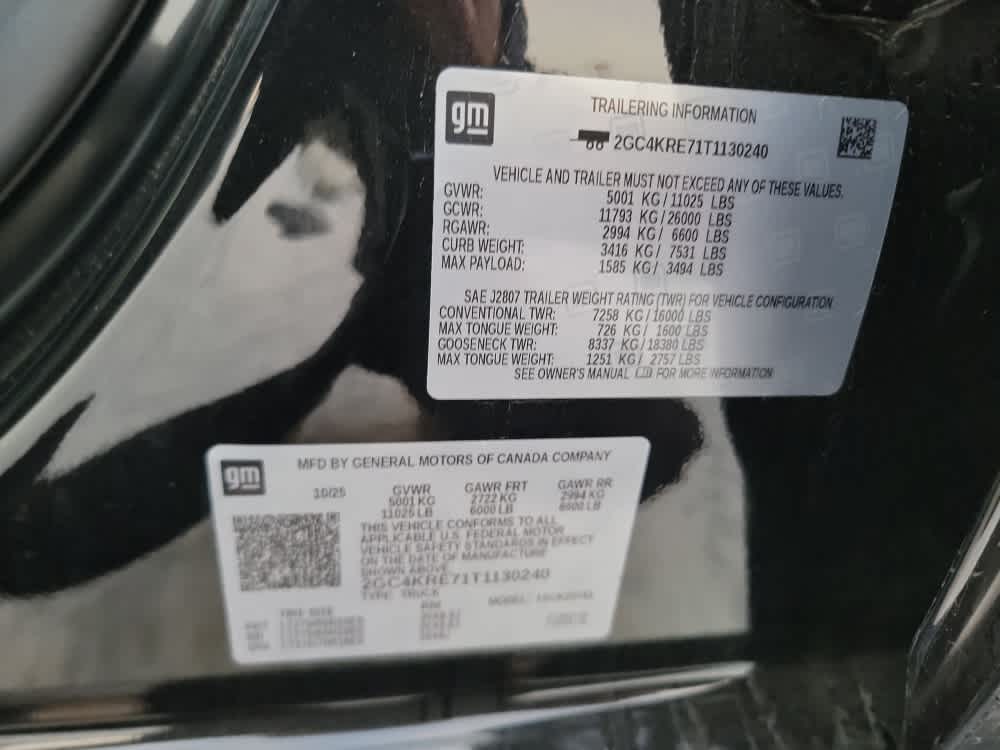 gm
TRAILERING INFORMATION
2GC4KRE71T1130240
VEHICLE AND TRAILER MUST NOT EXCEED ANY OF THESE VALUES.
GVWR: 5001 KG/11025 LBS
GCWR: 11793 KG/26000 LBS
RGAWR: 2994 KG/ 6600 LBS
CURB WEIGHT: 3416 KG/ 7531 LBS
MAX PAYLOAD: 1585 KG/ 3494 LBS
SAE J2807 TRAILER WEIGHT RATING (TWR) FOR VEHICLE CONFIGURATION
CONVENTIONAL TWR: 7258 KG/16000 LBS
MAX TONGUE WEIGHT: 726 KG/ 1600 LBS
GOOSENECK TWR: 8337 KG/18380 LBS
MAX TONGUE WEIGHT: 1251 KG/ 2757 LBS
SEE OWNER'S MANUAL FOR MORE INFORMATION
gm
MFD BY GENERAL MOTORS OF CANADA COMPANY
10/25 GVWR GAWR FRT GAWR RR
5001 KG 2722 KG 2994 KG
11025 LB 6000 LB 6600 LB
THIS VEHICLE CONFORMS TO ALL
APPLICABLE U.S. FEDERAL MOTOR
VEHICLE SAFETY STANDARDS IN EFFECT
ON THE DATE OF MANUFACTURE
SHOWN ABOVE.
2GC4KRE71T1130240
TYPE: TRUCK MODEL:
TIRE SIZE RIM